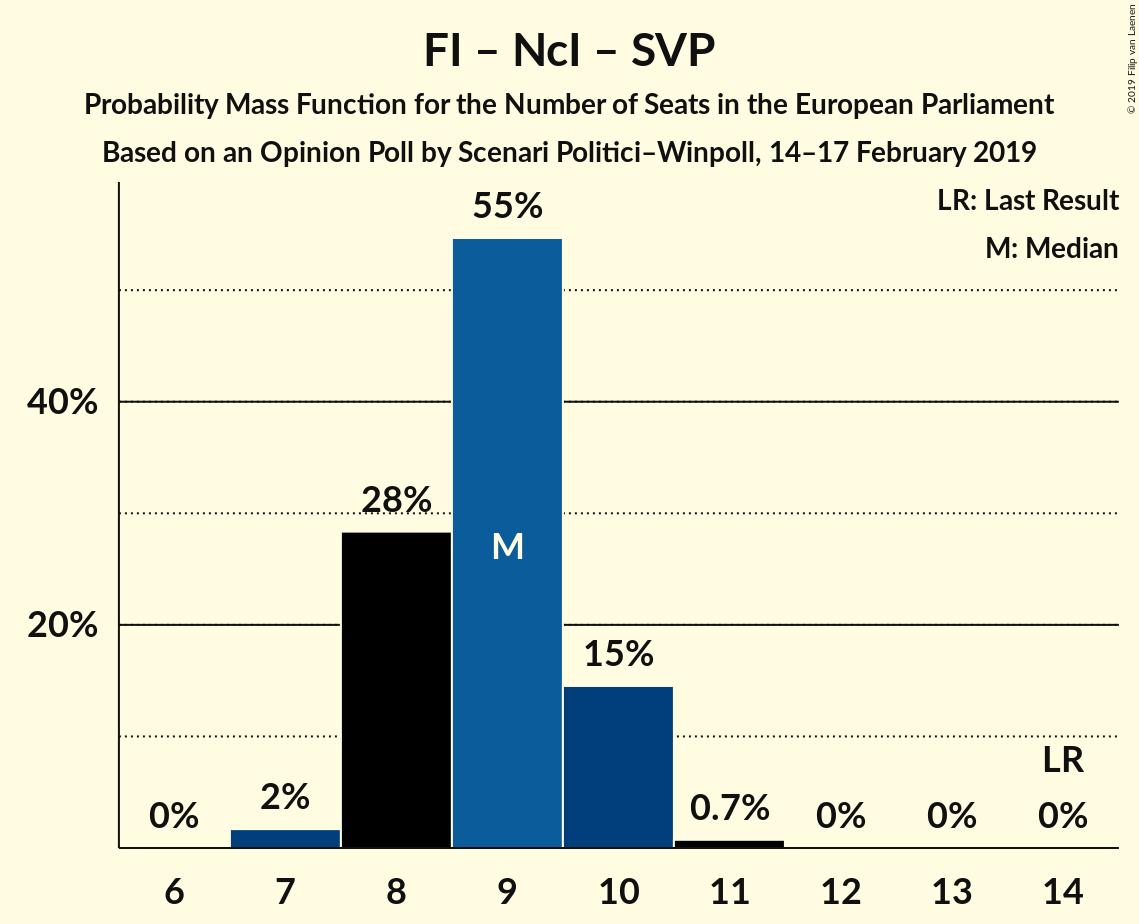 FI – NcI – SVP
Probability Mass Function for the Number of Seats in the European Parliament
Based on an Opinion Poll by Scenari Politici–Winpoll, 14–17 February 2019
© 2019 Filip van Laenen
LR: Last Result
M: Median
55%
40%
28%
M
20%
15%
LR
0%
2%
0.7%
0%
0%
0%
6
7
8
9
10
11
12
13
14